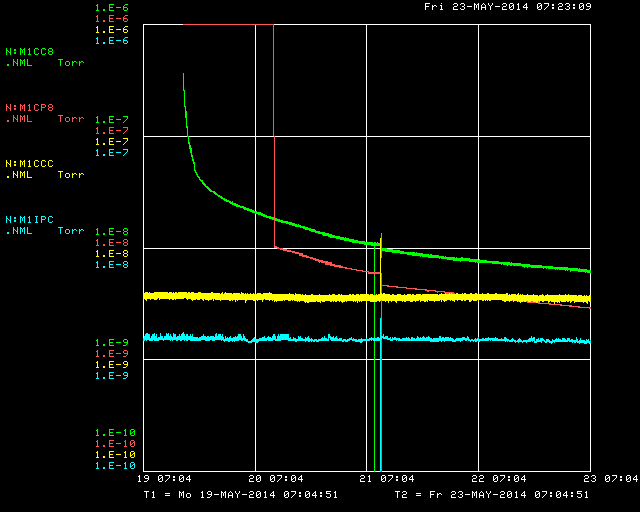 Fri 23-MAY-2014 07:23:09
1.E-6
1.E-6
1.E-6
1.E-6
N:M1CC8
.NML Torr
N:M1CP8
.NML Torr
1.E-7
1.E-7
1.E-7
1.E-7
N:M1CCC
.NML Torr
N:M1IPC
.NML Torr
1.E-8
1.E-8
1.E-8
1.E-8
1.E-9
1.E-9
1.E-9
1.E-9
1.E-10
1.E-10
1.E-10
1.E-10
19 07:04 20 07:04 21 07:04 22 07:04 23 07:04
T1 = Mo 19-MAY-2014 07:04:51 T2 = Fr 23-MAY-2014 07:04:51